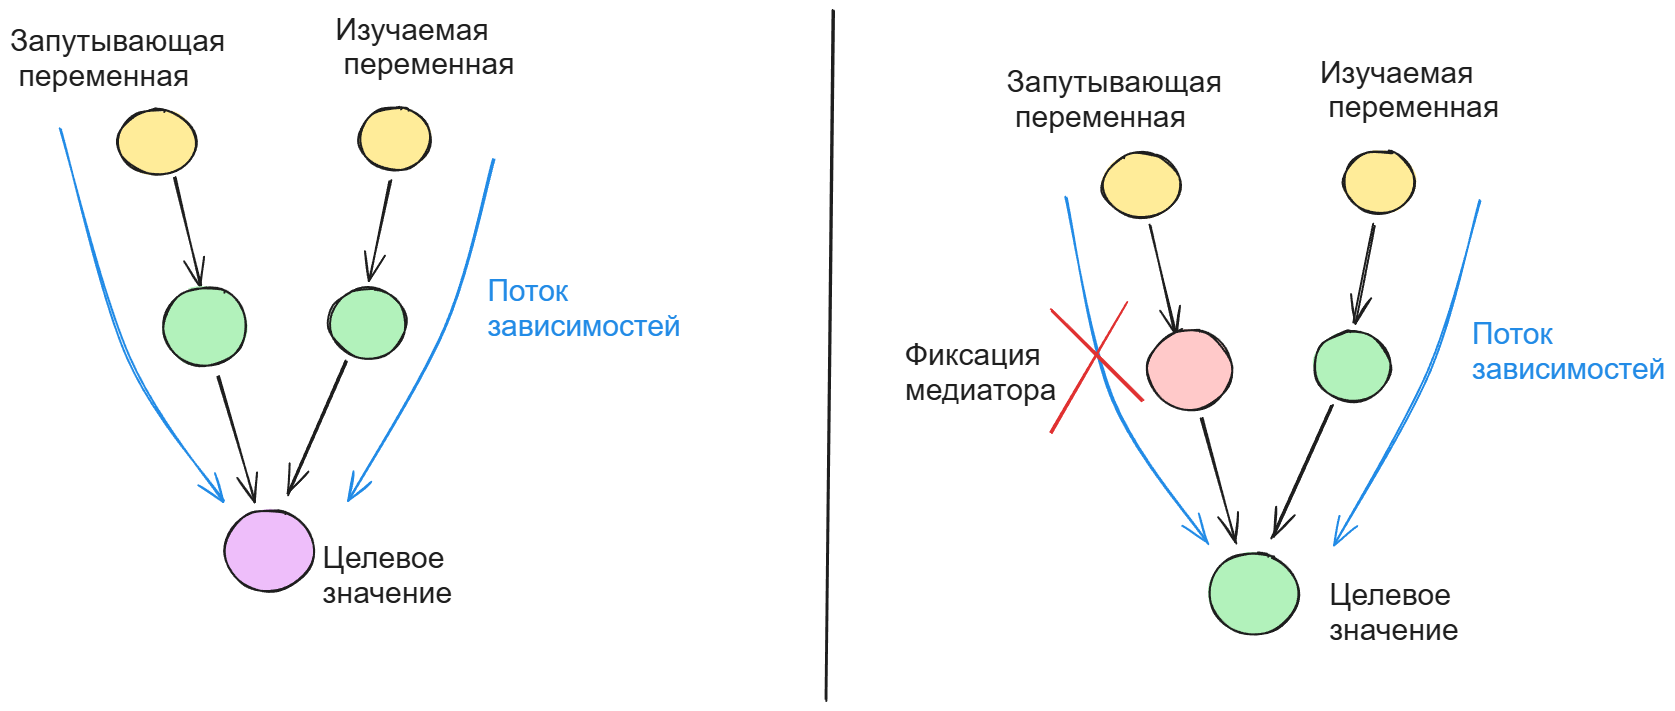 Запутывающая
переменная
Изучаемая
переменная
Поток
зависимостей
Целевое
значение
Запутывающая
переменная
Изучаемая
переменная
Фиксация
медиатора
Поток
зависимостей
Целевое
значение